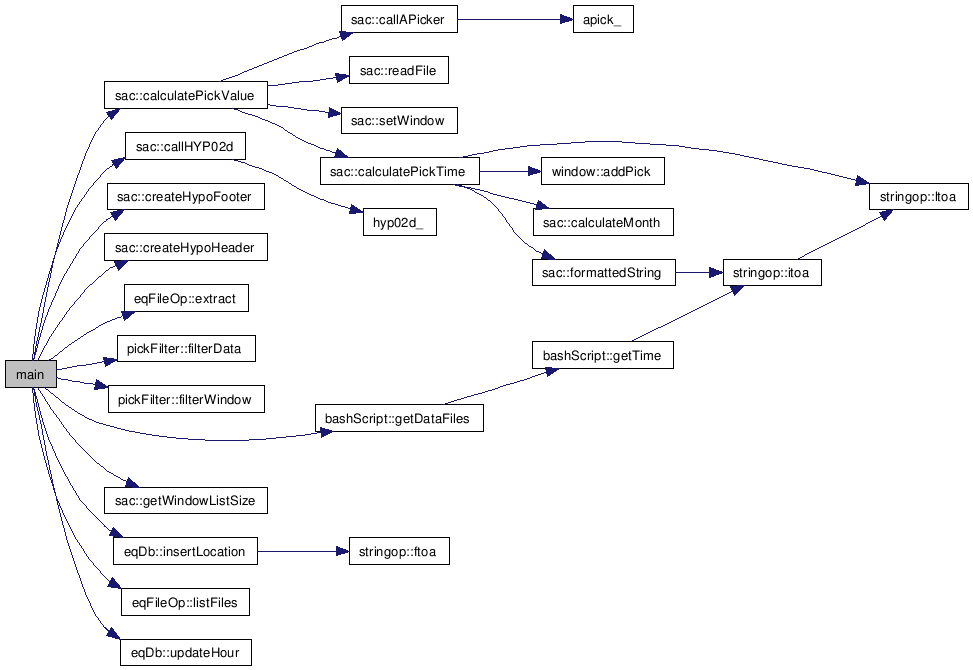 sac::callAPicker
apick_
sac::readFile
sac::calculatePickValue
sac::setWindow
sac::callHYP02d
sac::calculatePickTime
window::addPick
sac::createHypoFooter
stringop::ltoa
hyp02d_
sac::calculateMonth
sac::createHypoHeader
sac::formattedString
stringop::itoa
eqFileOp::extract
pickFilter::filterData
bashScript::getTime
main
pickFilter::filterWindow
bashScript::getDataFiles
sac::getWindowListSize
eqDb::insertLocation
stringop::ftoa
eqFileOp::listFiles
eqDb::updateHour